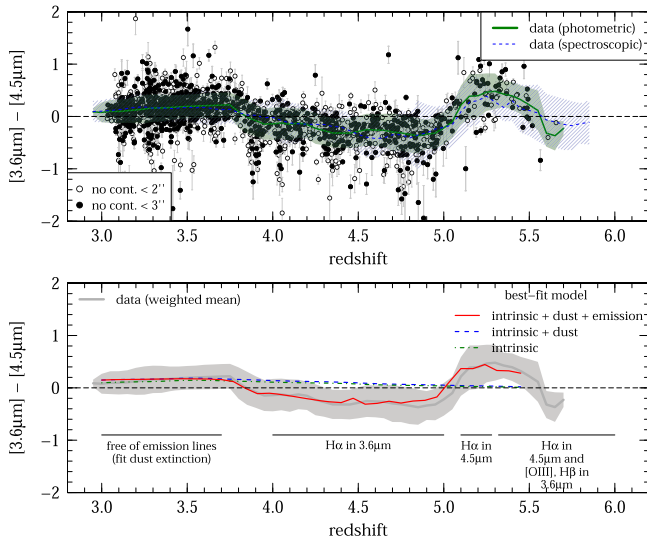 2
1
0
−1
−2
[3.6μm] − [4.5μm]
data (photometric)
data (spectroscopic)
no cont. < 2''
no cont. < 3''
3.0 3.5 4.0 4.5 5.0 5.5 6.0
redshift
2
1
0
−1
−2
[3.6μm] − [4.5μm]
data (weighted mean)
best−fit model
intrinsic + dust + emission
intrinsic + dust
intrinsic
free of emission lines
(fit dust extinction)
Hα in 3.6μm
Hα in
4.5μm
Hα in
4.5μm and
[OIII], Hβ in
3.6μm
3.0 3.5 4.0 4.5 5.0 5.5 6.0
redshift